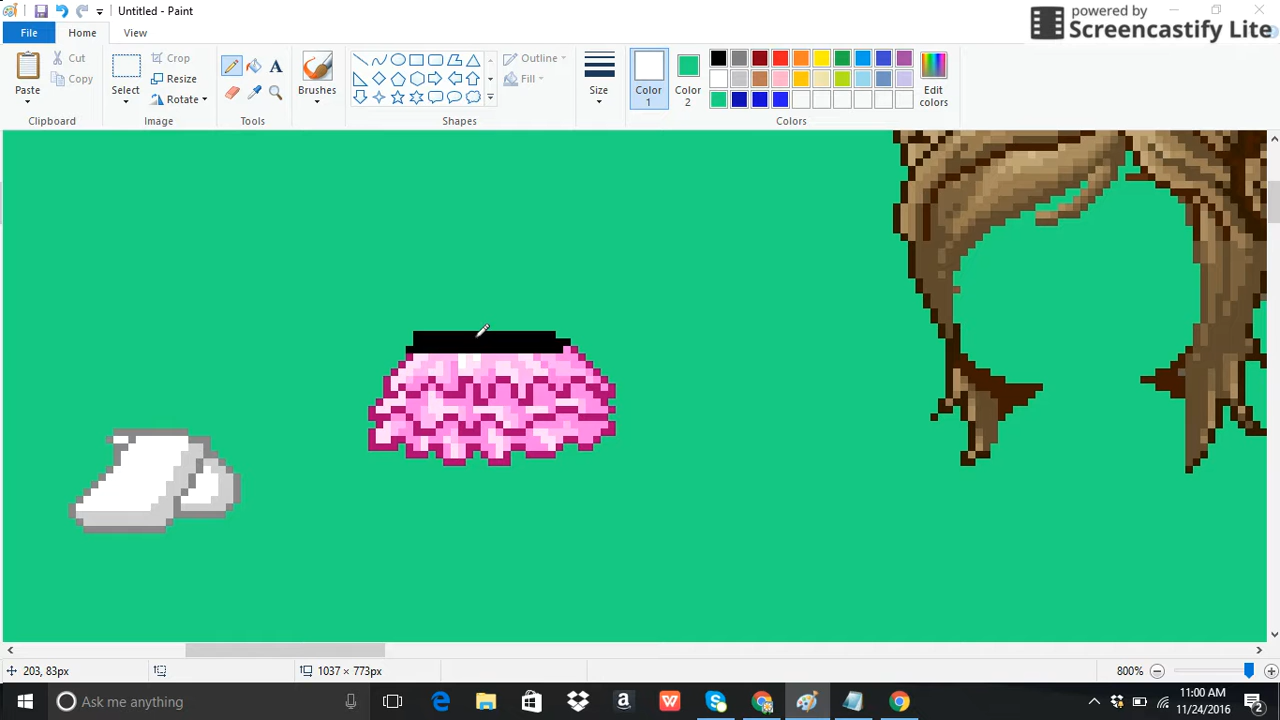 Untitled - Paint
powered by
Screencastify Lite
File Home View
Cut
Copy
Paste
Clipboard
Select
Crop
Resize
Rotate
Image
A
Tools
Brushes
Outline
Fill
Shapes
Size
Color 1
Color 2
Edit colors
Colors
203, 83px
1037 × 773px
800%
Ask me anything
11:00 AM
11/24/2016
2